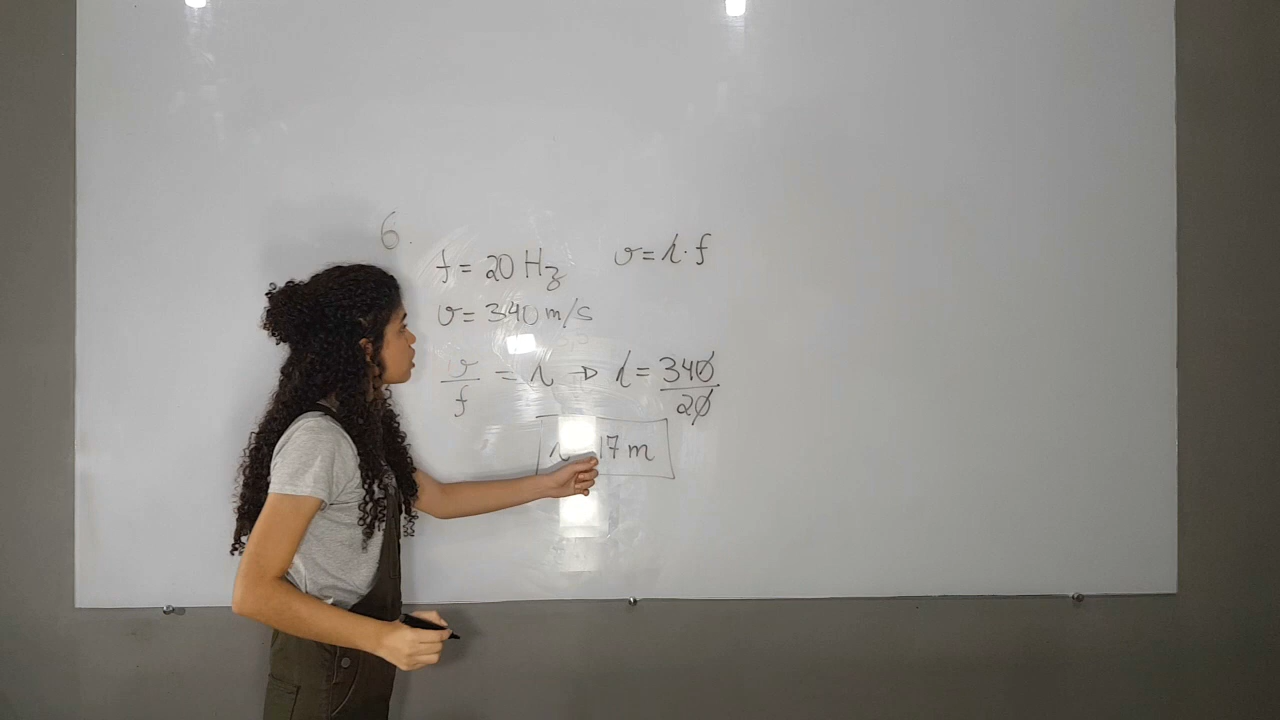 6.
f = 20 Hz
v = λ · f
v = 340 m/s
v/f = λ → λ = 340/20
λ = 17 m